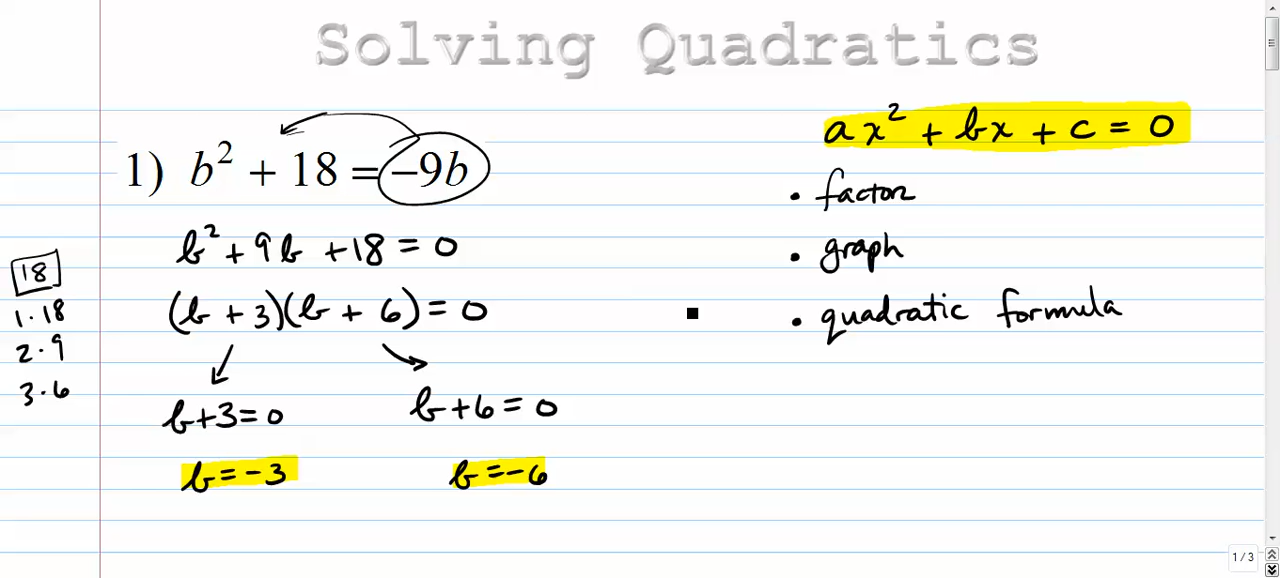 Solving Quadratics
1) b² + 18 = −9b
b² + 9b + 18 = 0
(b + 3)(b + 6) = 0
b + 3 = 0
b + 6 = 0
b = −3
b = −6
18
1·18
2·9
3·6
ax² + bx + c = 0
• factor
• graph
• quadratic formula
1 / 3